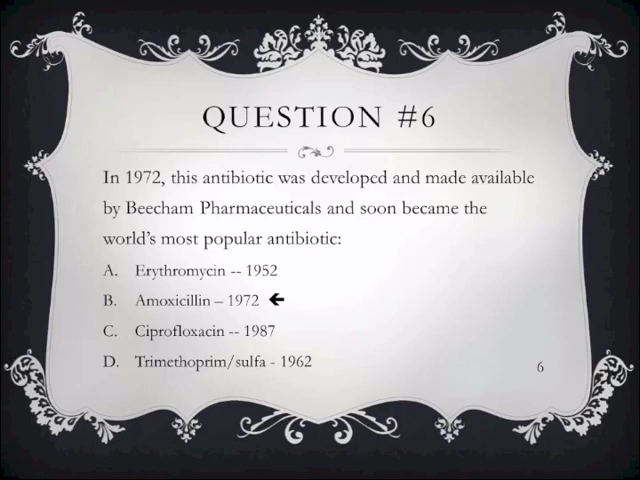 QUESTION #6
In 1972, this antibiotic was developed and made available
by Beecham Pharmaceuticals and soon became the
world's most popular antibiotic:
A. Erythromycin -- 1952
B. Amoxicillin – 1972 🡸
C. Ciprofloxacin -- 1987
D. Trimethoprim/sulfa - 1962
6